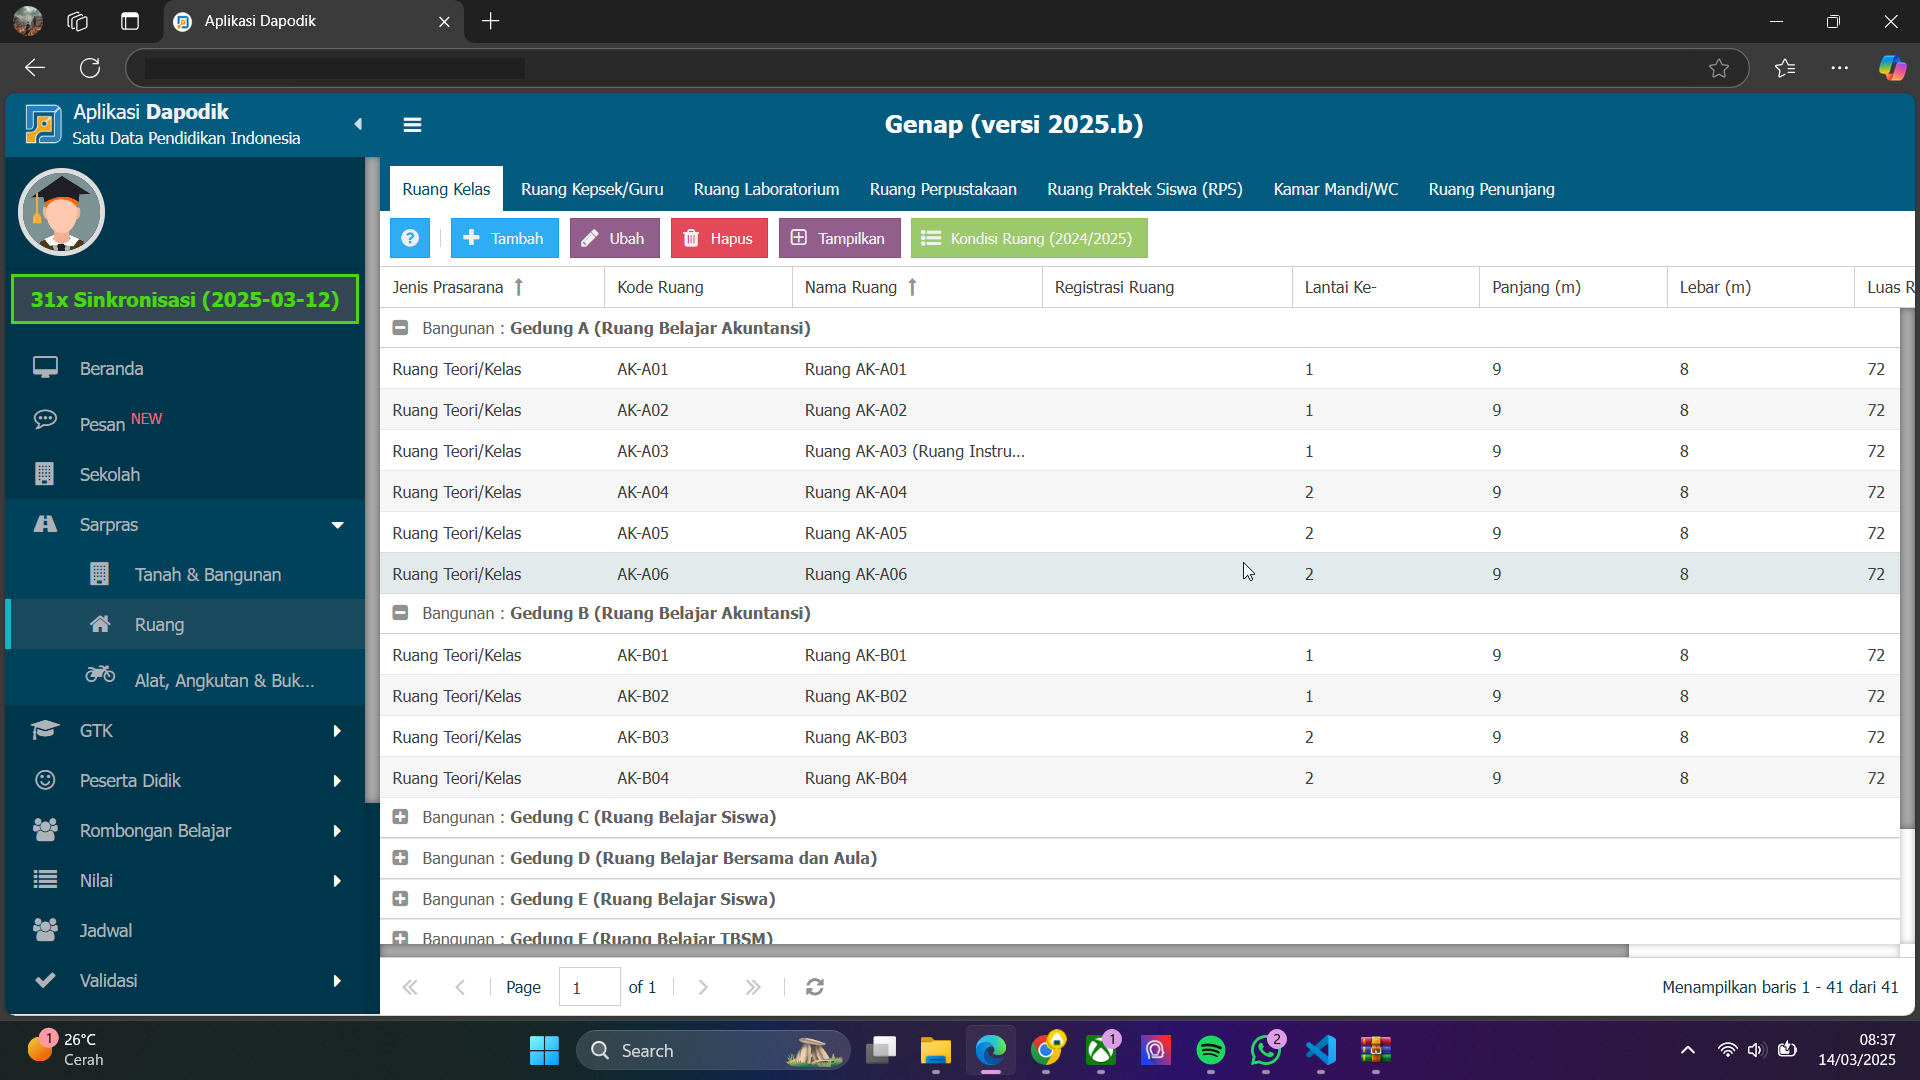 Aplikasi Dapodik
Aplikasi Dapodik
Satu Data Pendidikan Indonesia
Genap (versi 2025.b)
31x Sinkronisasi (2025-03-12)
Beranda
Pesan NEW
Sekolah
Sarpras
Tanah & Bangunan
Ruang
Alat, Angkutan & Buk...
GTK
Peserta Didik
Rombongan Belajar
Nilai
Jadwal
Validasi
Ruang Kelas Ruang Kepsek/Guru Ruang Laboratorium Ruang Perpustakaan Ruang Praktek Siswa (RPS) Kamar Mandi/WC Ruang Penunjang
? Tambah Ubah Hapus Tampilkan Kondisi Ruang (2024/2025)
Jenis Prasarana Kode Ruang Nama Ruang Registrasi Ruang Lantai Ke- Panjang (m) Lebar (m) Luas R
Bangunan : Gedung A (Ruang Belajar Akuntansi)
Ruang Teori/Kelas AK-A01 Ruang AK-A01 1 9 8 72
Ruang Teori/Kelas AK-A02 Ruang AK-A02 1 9 8 72
Ruang Teori/Kelas AK-A03 Ruang AK-A03 (Ruang Instru... 1 9 8 72
Ruang Teori/Kelas AK-A04 Ruang AK-A04 2 9 8 72
Ruang Teori/Kelas AK-A05 Ruang AK-A05 2 9 8 72
Ruang Teori/Kelas AK-A06 Ruang AK-A06 2 9 8 72
Bangunan : Gedung B (Ruang Belajar Akuntansi)
Ruang Teori/Kelas AK-B01 Ruang AK-B01 1 9 8 72
Ruang Teori/Kelas AK-B02 Ruang AK-B02 1 9 8 72
Ruang Teori/Kelas AK-B03 Ruang AK-B03 2 9 8 72
Ruang Teori/Kelas AK-B04 Ruang AK-B04 2 9 8 72
Bangunan : Gedung C (Ruang Belajar Siswa)
Bangunan : Gedung D (Ruang Belajar Bersama dan Aula)
Bangunan : Gedung E (Ruang Belajar Siswa)
Bangunan : Gedung F (Ruang Belajar TBSM)
Page 1 of 1
Menampilkan baris 1 - 41 dari 41
1
26°C
Cerah
Search
1
2
08:37
14/03/2025